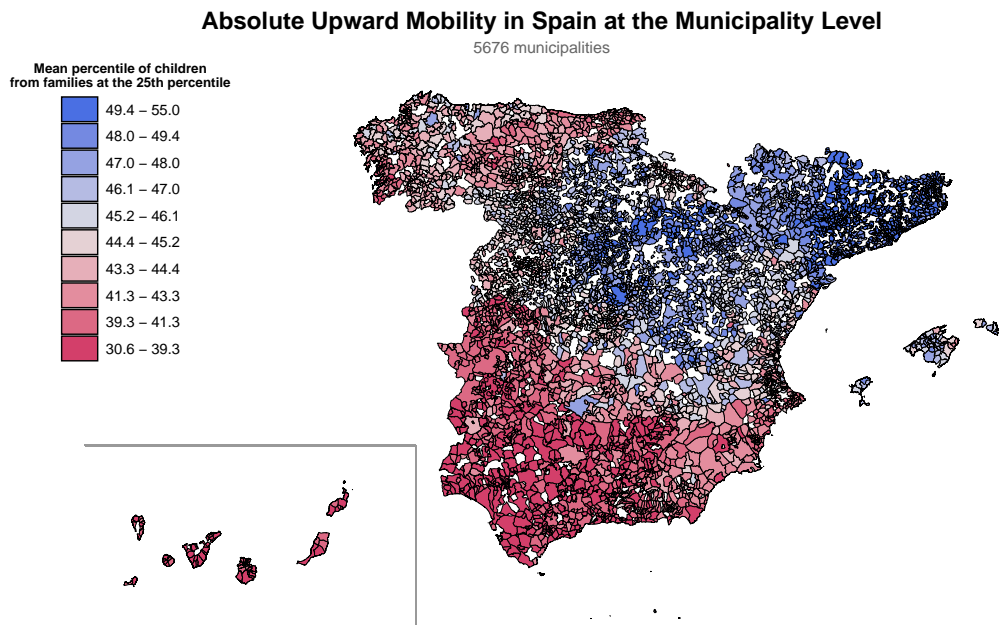 Absolute Upward Mobility in Spain at the Municipality Level
5676 municipalities
Mean percentile of children
from families at the 25th percentile
49.4 – 55.0
48.0 – 49.4
47.0 – 48.0
46.1 – 47.0
45.2 – 46.1
44.4 – 45.2
43.3 – 44.4
41.3 – 43.3
39.3 – 41.3
30.6 – 39.3